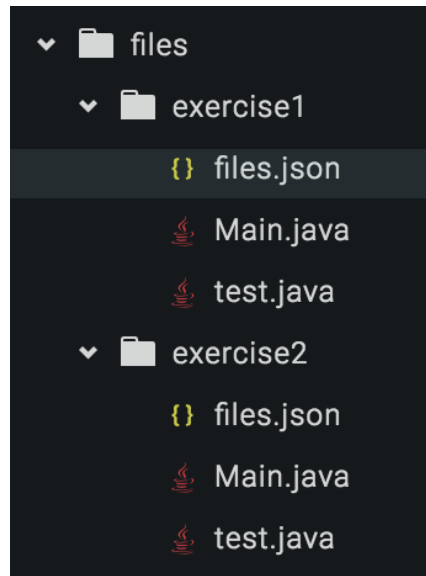 files
exercise1
{} files.json
Main.java
test.java
exercise2
{} files.json
Main.java
test.java